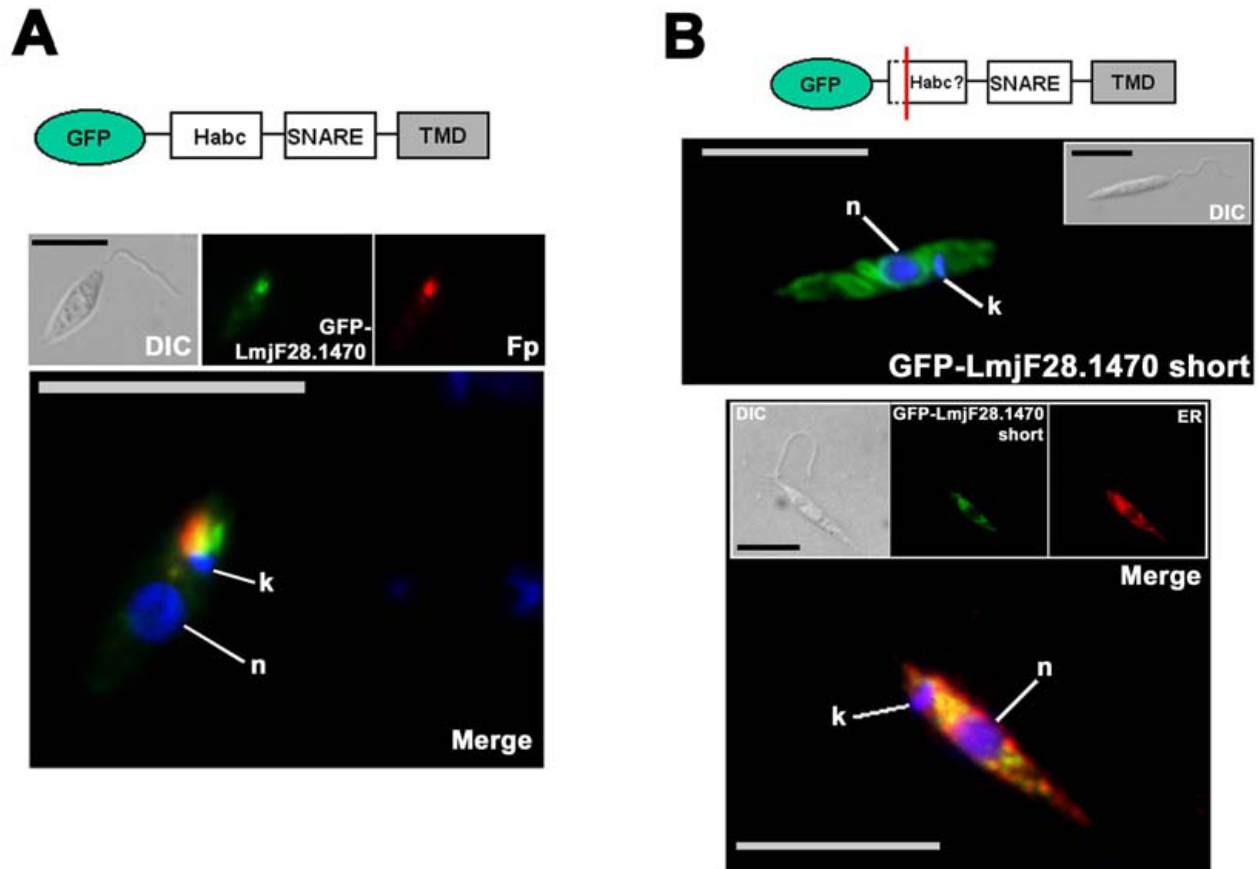 A
GFP Habc SNARE TMD
DIC
GFP-
LmjF28.1470
Fp
k
n
Merge
B
GFP Habc? SNARE TMD
n
k
DIC
GFP-LmjF28.1470 short
DIC
GFP-LmjF28.1470
short
ER
Merge
n
k